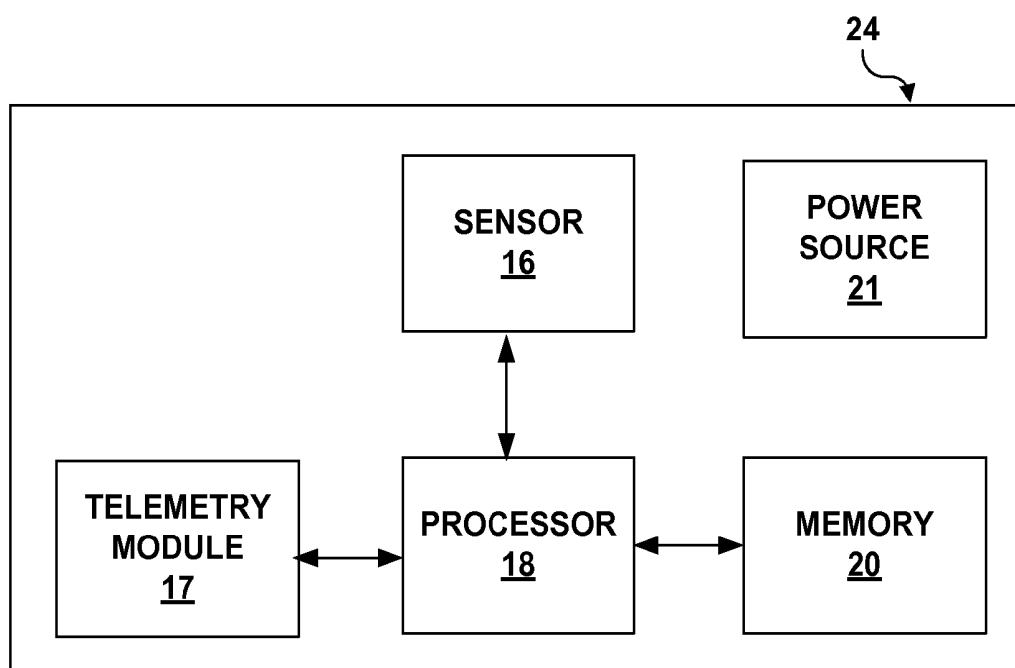 24
SENSOR
16
POWER
SOURCE
21
TELEMETRY
MODULE
17
PROCESSOR
18
MEMORY
20